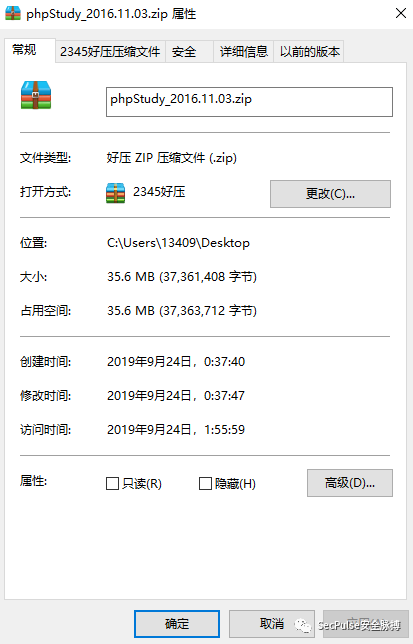 phpStudy_2016.11.03.zip 属性
常规 2345好压压缩文件 安全 详细信息 以前的版本
phpStudy_2016.11.03.zip
文件类型: 好压 ZIP 压缩文件 (.zip)
打开方式: 2345好压 更改(C)...
位置: C:\Users\13409\Desktop
大小: 35.6 MB (37,361,408 字节)
占用空间: 35.6 MB (37,363,712 字节)
创建时间: 2019年9月24日，0:37:40
修改时间: 2019年9月24日，0:37:47
访问时间: 2019年9月24日，1:55:59
属性: 只读(R) 隐藏(H) 高级(D)...
确定 取消 SecPulse安全脉搏